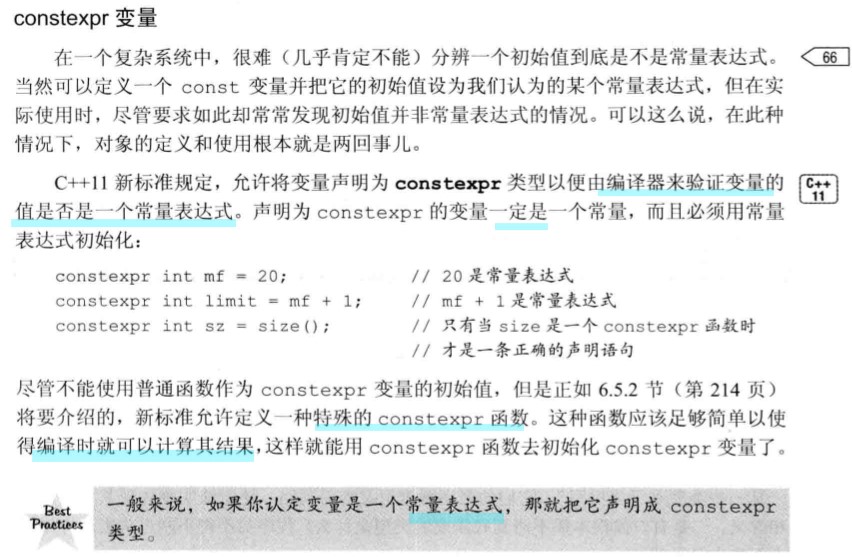 constexpr 变量
在一个复杂系统中，很难（几乎肯定不能）分辨一个初始值到底是不是常量表达式。
66
当然可以定义一个 const 变量并把它的初始值设为我们认为的某个常量表达式，但在实
际使用时，尽管要求如此却常常发现初始值并非常量表达式的情况。可以这么说，在此种
情况下，对象的定义和使用根本就是两回事儿。
C++11 新标准规定，允许将变量声明为 constexpr 类型以便由编译器来验证变量的
C++
11
值是否是一个常量表达式。声明为 constexpr 的变量一定是一个常量，而且必须用常量
表达式初始化：
constexpr int mf = 20; // 20 是常量表达式
constexpr int limit = mf + 1; // mf + 1 是常量表达式
constexpr int sz = size(); // 只有当 size 是一个 constexpr 函数时
// 才是一条正确的声明语句
尽管不能使用普通函数作为 constexpr 变量的初始值，但是正如 6.5.2 节（第 214 页）
将要介绍的，新标准允许定义一种特殊的 constexpr 函数。这种函数应该足够简单以使
得编译时就可以计算其结果，这样就能用 constexpr 函数去初始化 constexpr 变量了。
Best
Practices
一般来说，如果你认定变量是一个常量表达式，那就把它声明成 constexpr
类型。